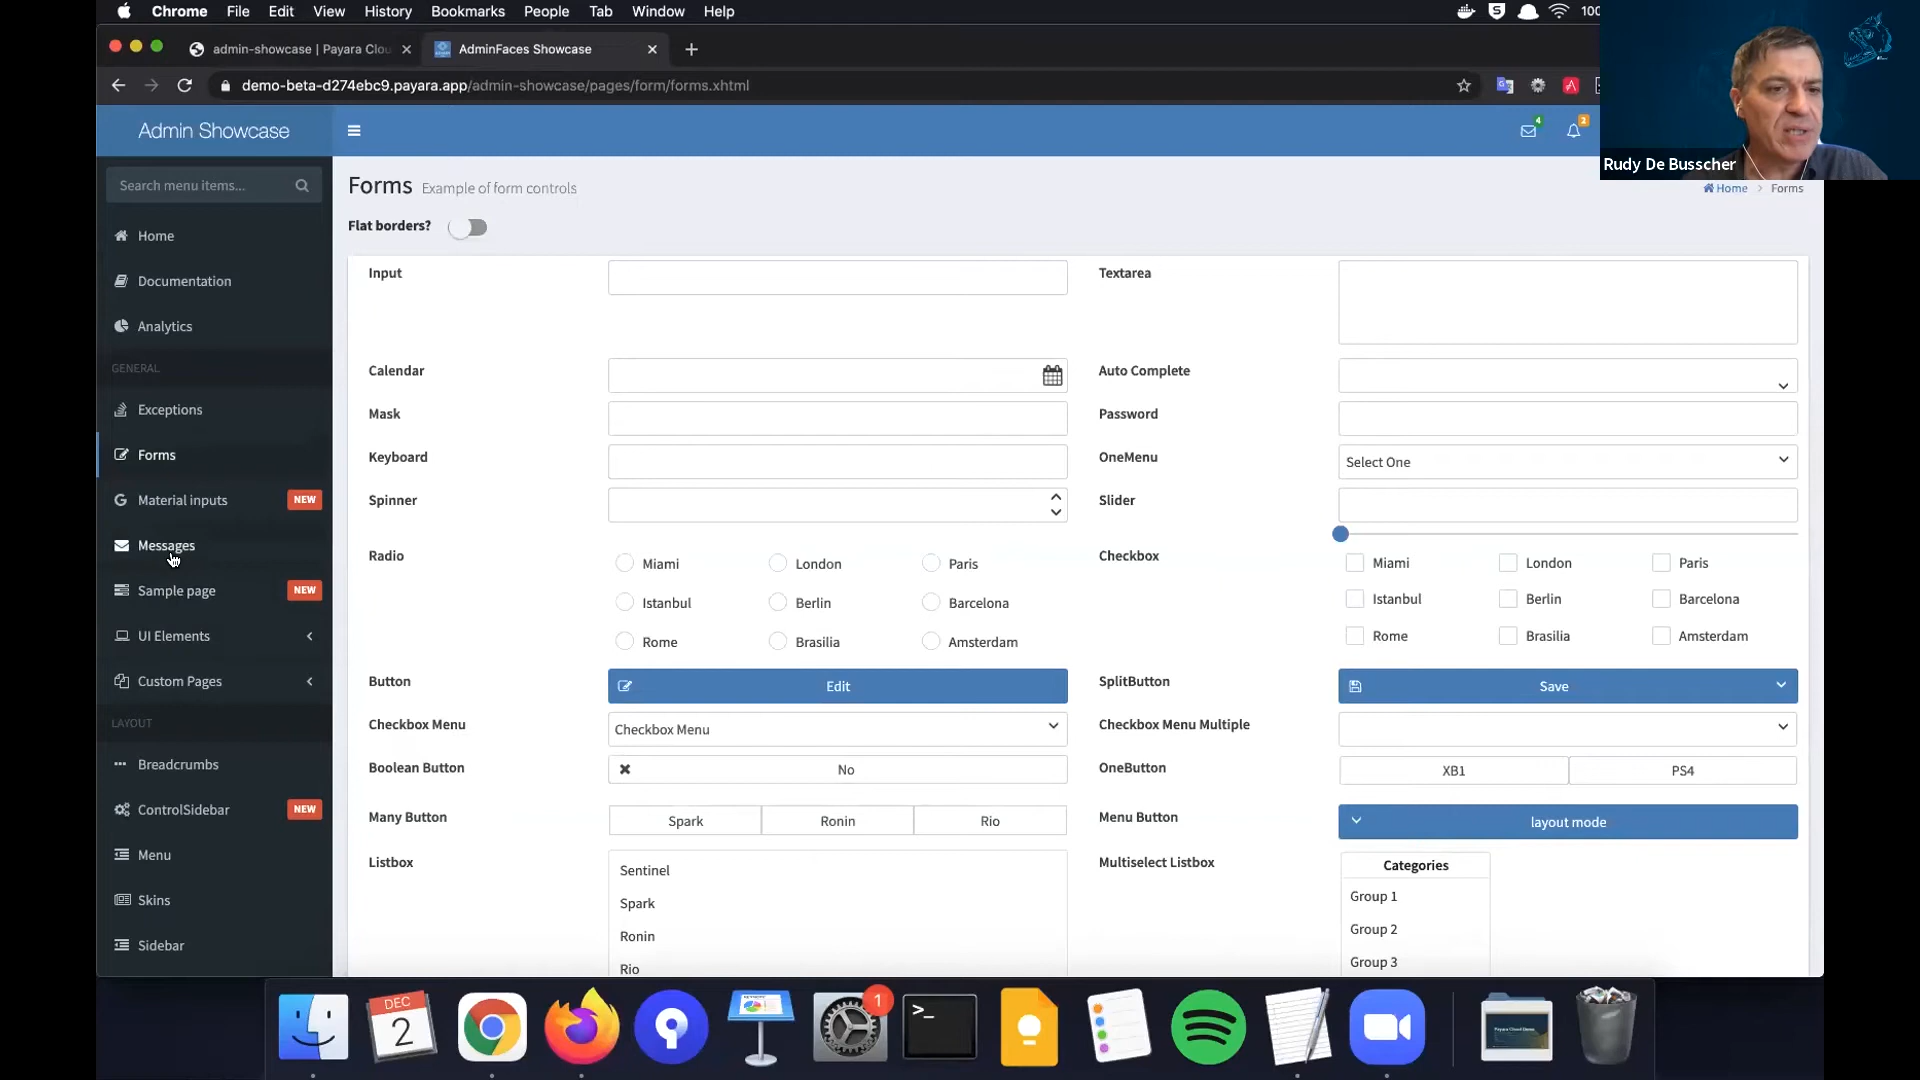 Chrome File Edit View History Bookmarks People Tab Window Help
admin-showcase | Payara Clou
AdminFaces Showcase
demo-beta-d274ebc9.payara.app/admin-showcase/pages/form/forms.xhtml
Rudy De Busscher
Admin Showcase
4
2
Search menu items...
Home
Documentation
Analytics
GENERAL
Exceptions
Forms
Material inputs NEW
Messages
Sample page NEW
UI Elements
Custom Pages
LAYOUT
Breadcrumbs
ControlSidebar NEW
Menu
Skins
Sidebar
Forms Example of form controls
Home > Forms
Flat borders?
Input
Textarea
Calendar
Auto Complete
Mask
Password
Keyboard
OneMenu Select One
Spinner
Slider
Radio
Miami London Paris
Istanbul Berlin Barcelona
Rome Brasilia Amsterdam
Checkbox
Miami London Paris
Istanbul Berlin Barcelona
Rome Brasilia Amsterdam
Button Edit
SplitButton Save
Checkbox Menu Checkbox Menu
Checkbox Menu Multiple
Boolean Button No
OneButton XB1 PS4
Many Button Spark Ronin Rio
Menu Button layout mode
Listbox
Sentinel
Spark
Ronin
Rio
Multiselect Listbox
Categories
Group 1
Group 2
Group 3
DEC
2
1